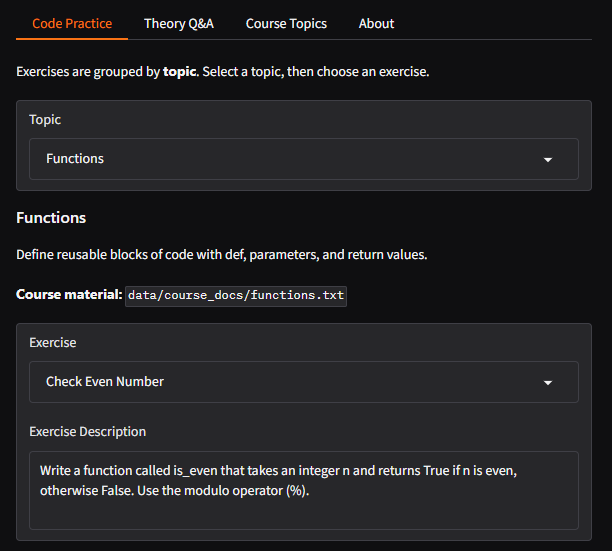 Code Practice Theory Q&A Course Topics About
Exercises are grouped by topic. Select a topic, then choose an exercise.
Topic
Functions
Functions
Define reusable blocks of code with def, parameters, and return values.
Course material: data/course_docs/functions.txt
Exercise
Check Even Number
Exercise Description
Write a function called is_even that takes an integer n and returns True if n is even,
otherwise False. Use the modulo operator (%).